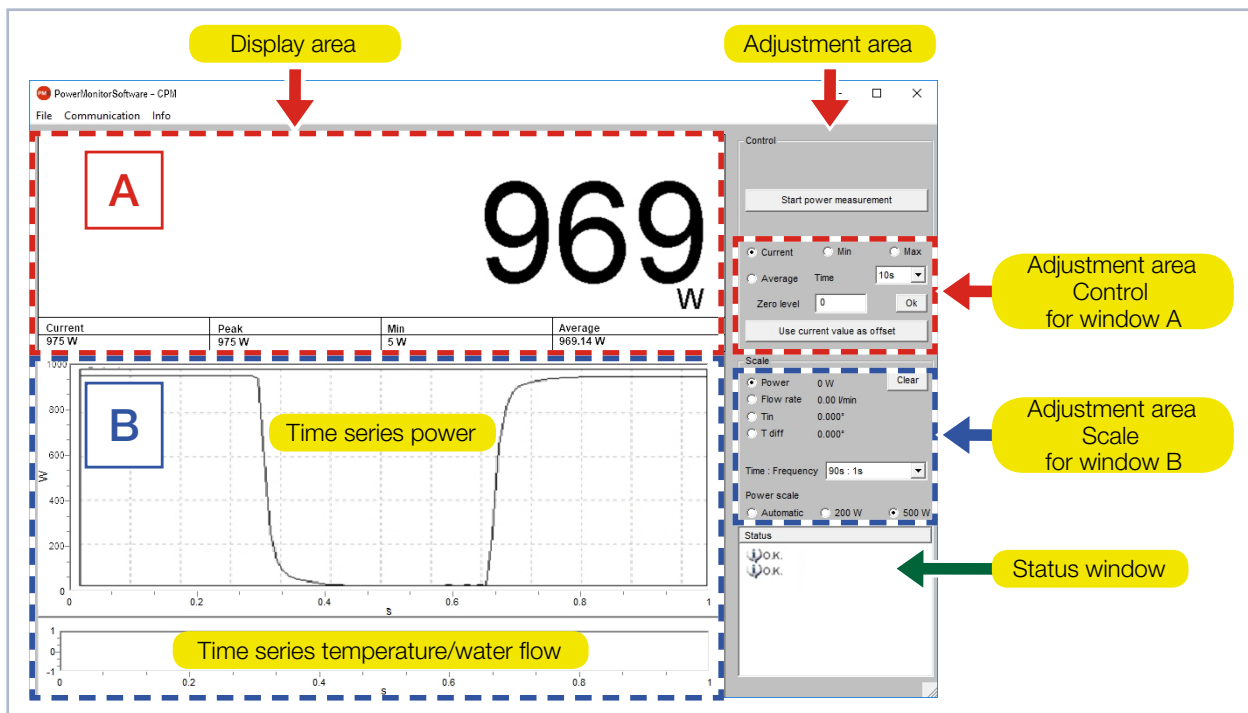 Display area
Adjustment area
PM PowerMonitorSoftware - CPM
File Communication Info
A
969
W
Current Peak Min Average
975 W 975 W 5 W 969.14 W
Control
Start power measurement
Current Min Max
Average Time 10s
Zero level 0 Ok
Use current value as offset
Adjustment area
Control
for window A
B
Time series power
1000
800
600
400
200
0
W
0 0.2 0.4 0.6 0.8 1
s
Time series temperature/water flow
1
0
-1
0 0.2 0.4 0.6 0.8 1
s
Scale
Power 0 W Clear
Flow rate 0.00 l/min
Tin 0.000°
T diff 0.000°
Time : Frequency 90s : 1s
Power scale
Automatic 200 W 500 W
Adjustment area
Scale
for window B
Status
i O.K.
i O.K.
Status window